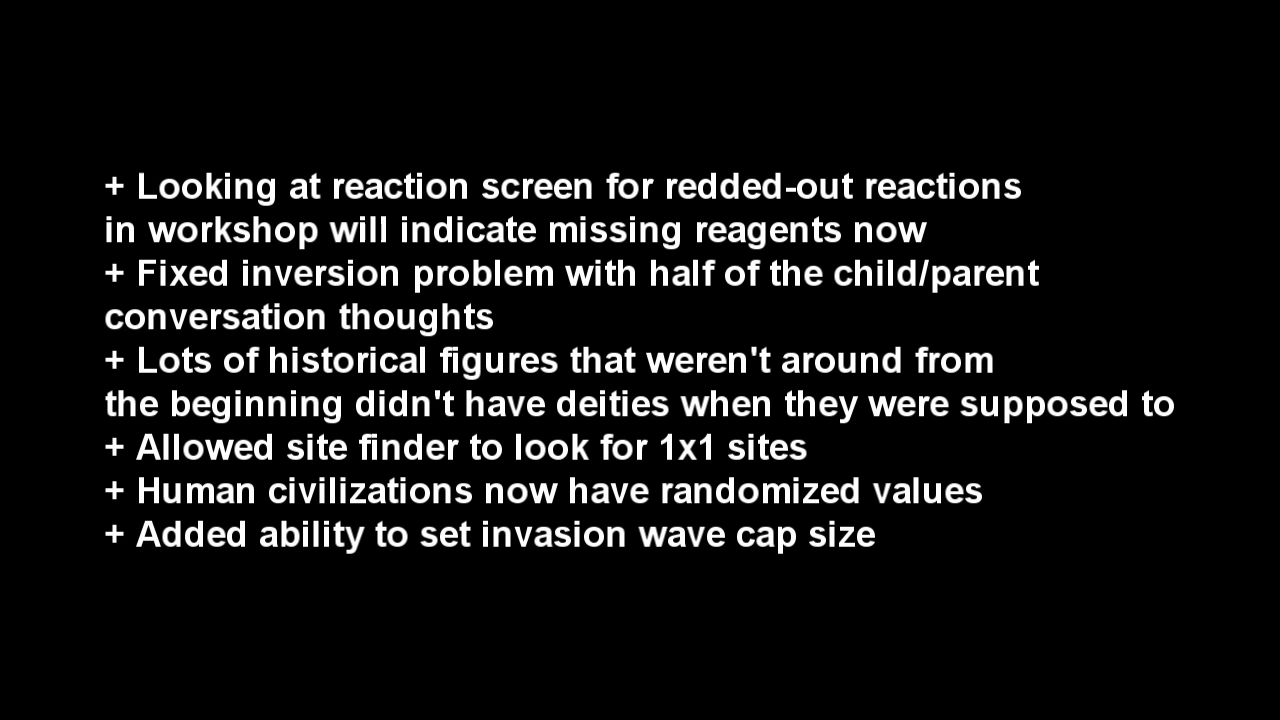 + Looking at reaction screen for redded-out reactions
in workshop will indicate missing reagents now
+ Fixed inversion problem with half of the child/parent
conversation thoughts
+ Lots of historical figures that weren't around from
the beginning didn't have deities when they were supposed to
+ Allowed site finder to look for 1x1 sites
+ Human civilizations now have randomized values
+ Added ability to set invasion wave cap size